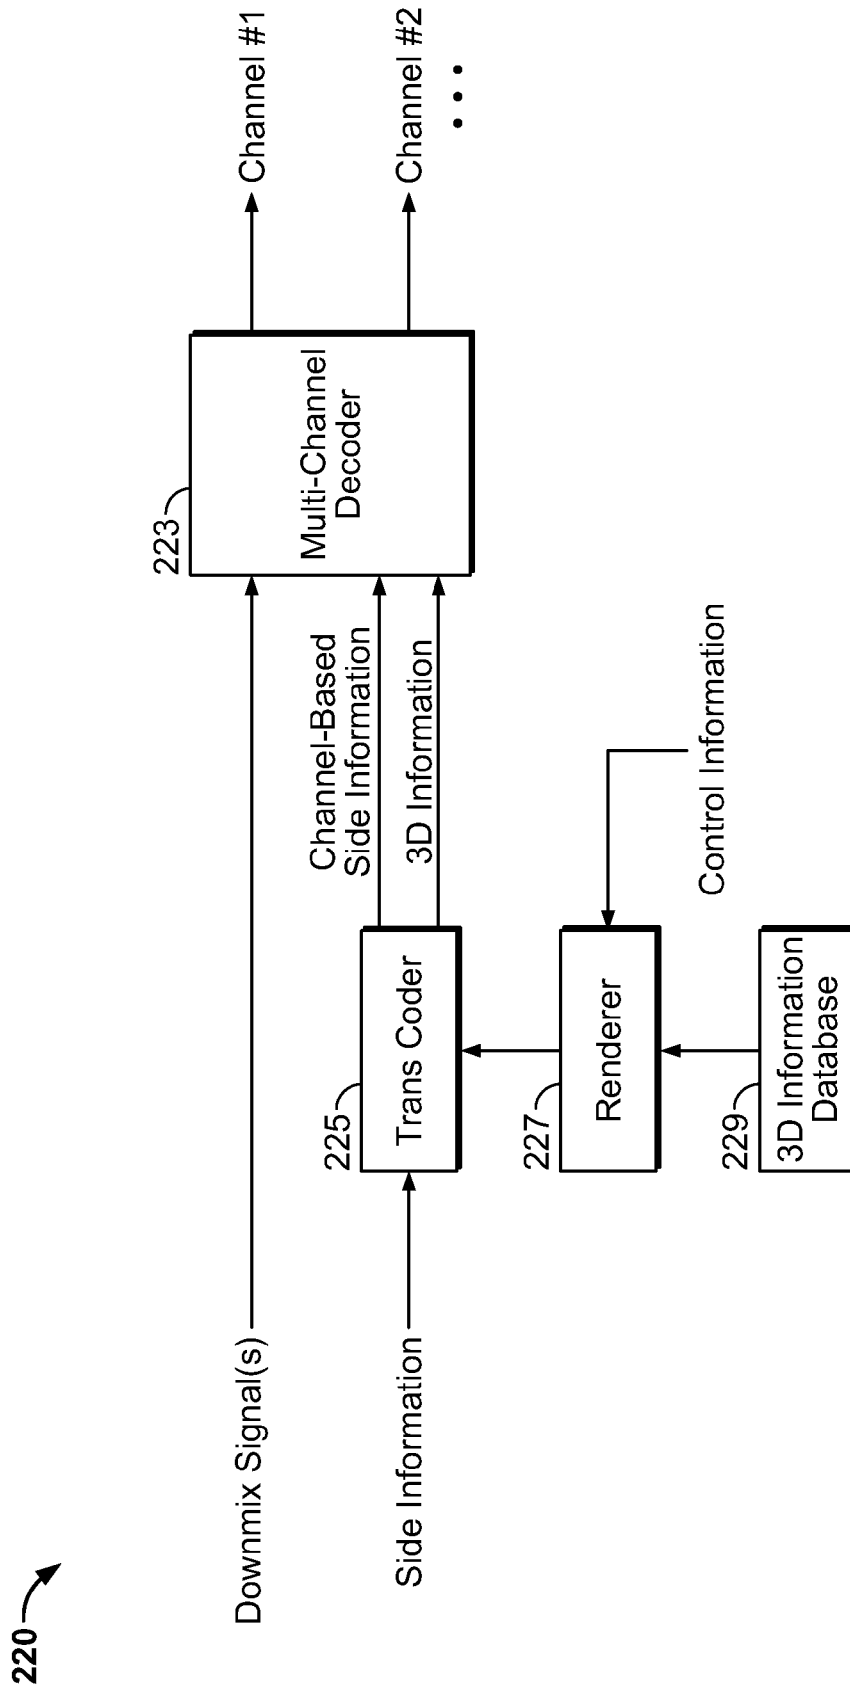 220
Downmix Signal(s)
223
Multi-Channel
Decoder
Channel #1
Channel #2
Channel-Based
Side Information
3D Information
Side Information
225
Trans Coder
227
Renderer
Control Information
229
3D Information
Database